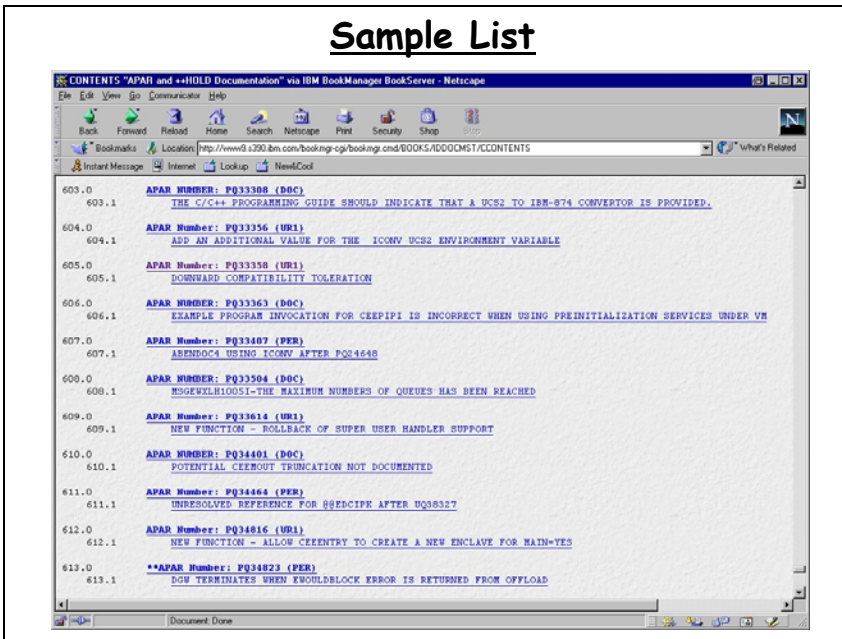 Sample List
CONTENTS "APAR and ++HOLD Documentation" via IBM BookManager BookServer - Netscape
File Edit View Go Communicator Help
Back Forward Reload Home Search Netscape Print Security Shop Stop
Bookmarks Location: http://www9.s390.ibm.com/bookmgr-cgi/bookmgr.cmd/BOOKS/IDDOCMST/CCONTENTS What's Related
Instant Message Internet Lookup New&Cool
603.0 APAR NUMBER: PQ33308 (DOC)
603.1 THE C/C++ PROGRAMMING GUIDE SHOULD INDICATE THAT A UCS2 TO IBM-874 CONVERTOR IS PROVIDED.
604.0 APAR Number: PQ33356 (UR1)
604.1 ADD AN ADDITIONAL VALUE FOR THE ICONV UCS2 ENVIRONMENT VARIABLE
605.0 APAR Number: PQ33358 (UR1)
605.1 DOWNWARD COMPATIBILITY TOLERATION
606.0 APAR NUMBER: PQ33363 (DOC)
606.1 EXAMPLE PROGRAM INVOCATION FOR CEEPIPI IS INCORRECT WHEN USING PREINITIALIZATION SERVICES UNDER VM
607.0 APAR Number: PQ33407 (PER)
607.1 ABENDOC4 USING ICONV AFTER PQ24648
608.0 APAR NUMBER: PQ33504 (DOC)
608.1 MSGEWXLH1005I-THE MAXIMUM NUMBERS OF QUEUES HAS BEEN REACHED
609.0 APAR Number: PQ33614 (UR1)
609.1 NEW FUNCTION - ROLLBACK OF SUPER USER HANDLER SUPPORT
610.0 APAR NUMBER: PQ34401 (DOC)
610.1 POTENTIAL CEEMOUT TRUNCATION NOT DOCUMENTED
611.0 APAR Number: PQ34464 (PER)
611.1 UNRESOLVED REFERENCE FOR @@EDCIPK AFTER UQ38327
612.0 APAR Number: PQ34816 (UR1)
612.1 NEW FUNCTION - ALLOW CEEENTRY TO CREATE A NEW ENCLAVE FOR MAIN=YES
613.0 **APAR Number: PQ34823 (PER)
613.1 DGW TERMINATES WHEN EWOULDBLOCK ERROR IS RETURNED FROM OFFLOAD
Document: Done